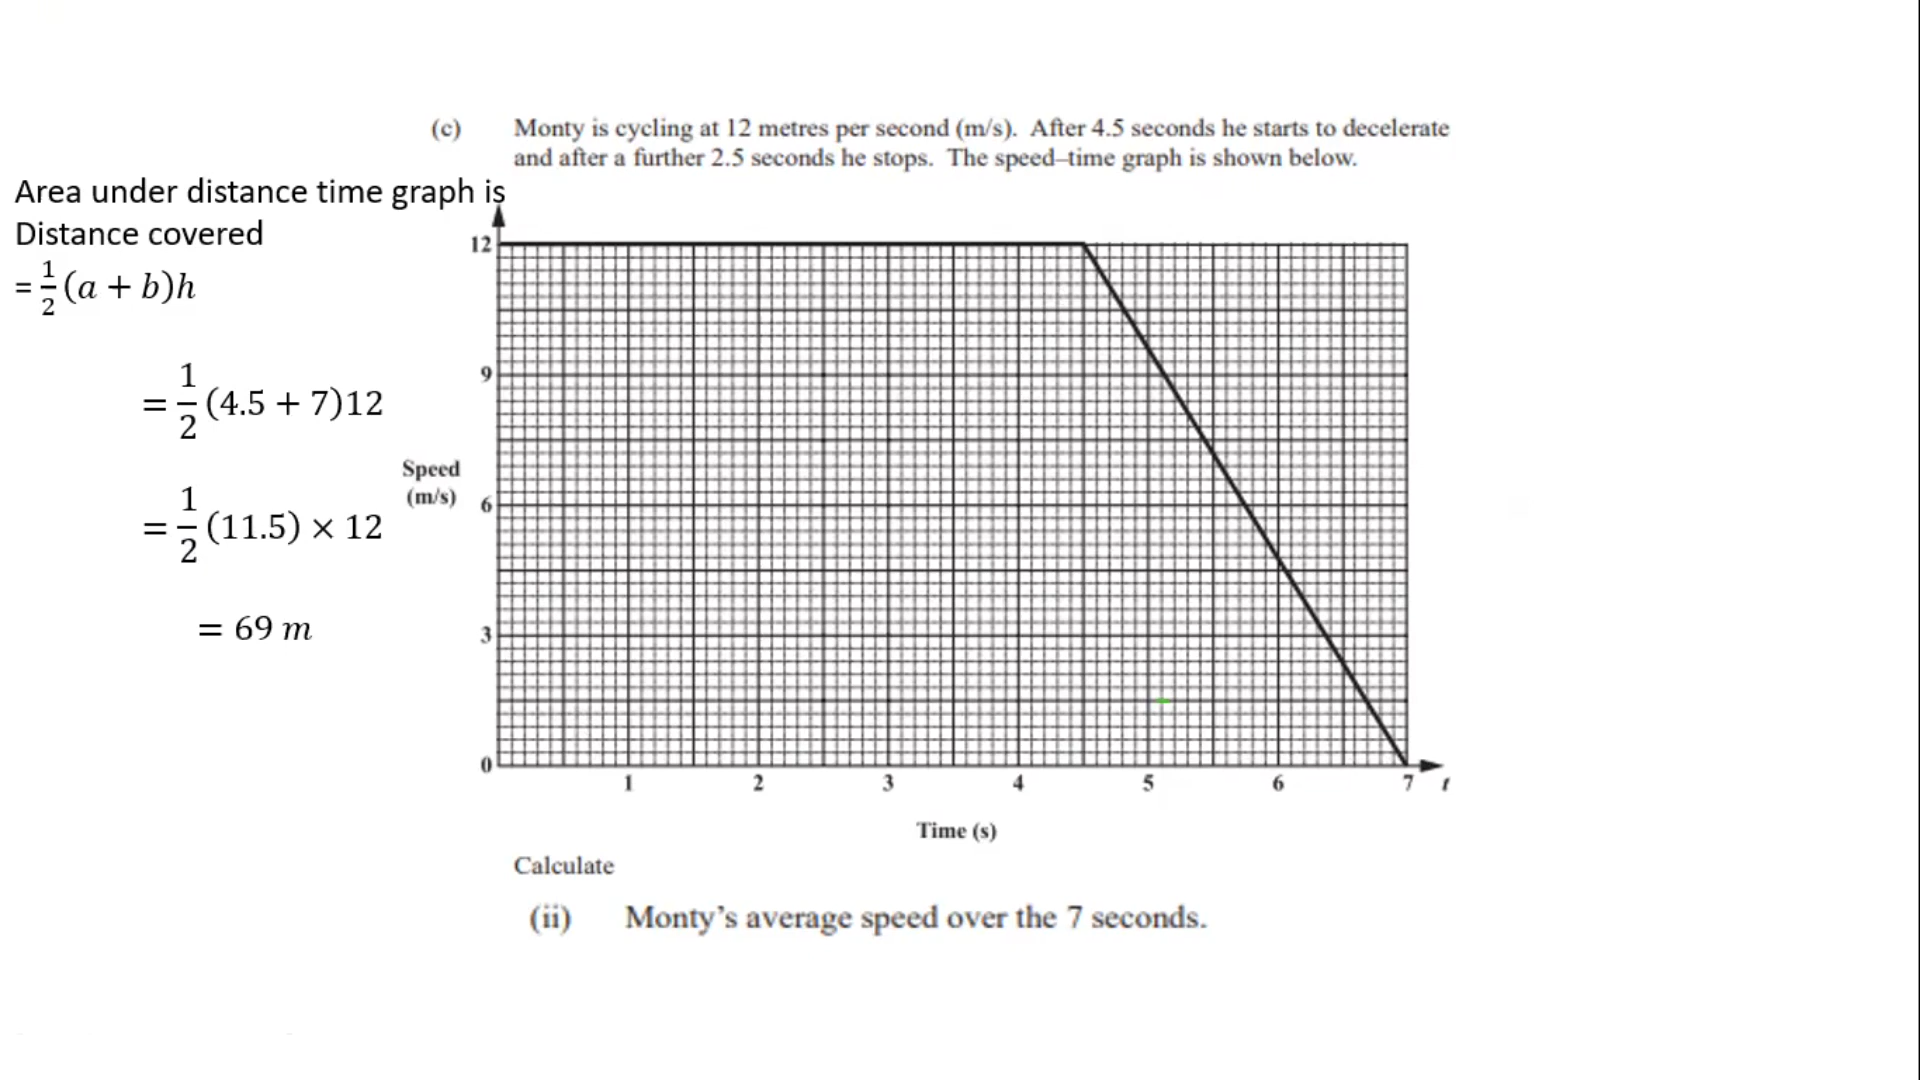 (c) Monty is cycling at 12 metres per second (m/s). After 4.5 seconds he starts to decelerate
and after a further 2.5 seconds he stops. The speed–time graph is shown below.
Area under distance time graph is
Distance covered
= 1/2 (a + b)h
= 1/2 (4.5 + 7)12
= 1/2 (11.5) × 12
= 69 m
12
9
Speed
(m/s)
6
3
0
1 2 3 4 5 6 7 t
Time (s)
Calculate
(ii) Monty’s average speed over the 7 seconds.